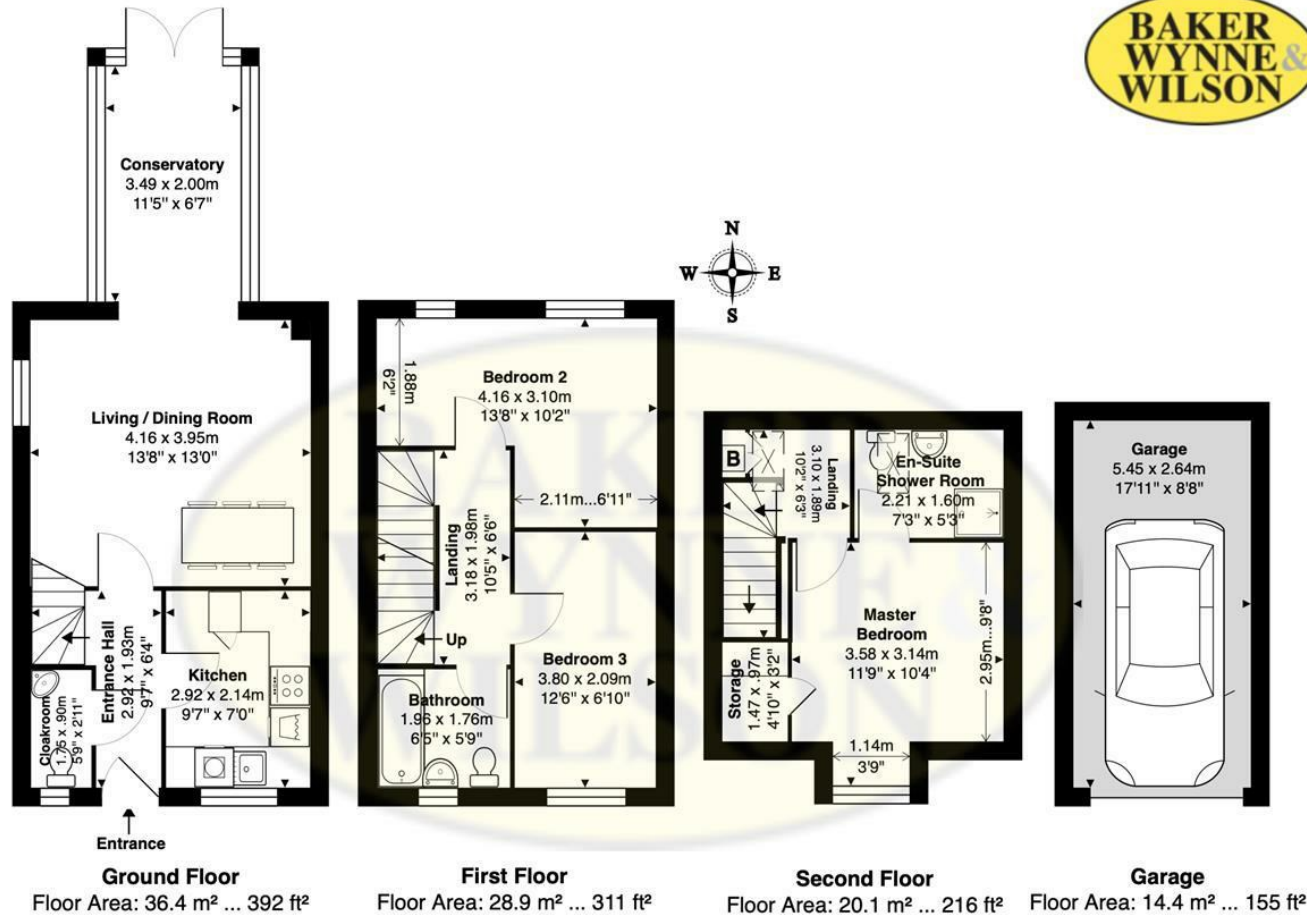 BAKER
WYNNE &
WILSON
Conservatory
3.49 x 2.00m
11'5" x 6'7"
N
W E
S
Living / Dining Room
4.16 x 3.95m
13'8" x 13'0"
Entrance Hall
2.92 x 1.93m
9'7" x 6'4"
Kitchen
2.92 x 2.14m
9'7" x 7'0"
Cloakroom
1.75 x .90m
5'9" x 2'11"
Entrance
Ground Floor
Floor Area: 36.4 m² ... 392 ft²
1.88m
6'2"
Bedroom 2
4.16 x 3.10m
13'8" x 10'2"
2.11m...6'11"
Landing
3.18 x 1.98m
10'5" x 6'6"
Up
Bedroom 3
3.80 x 2.09m
12'6" x 6'10"
Bathroom
1.96 x 1.76m
6'5" x 5'9"
First Floor
Floor Area: 28.9 m² ... 311 ft²
B
Landing
3.10 x 1.89m
10'2" x 6'3"
En-Suite
Shower Room
2.21 x 1.60m
7'3" x 5'3"
Master
Bedroom
3.58 x 3.14m
11'9" x 10'4"
2.95m...9'8"
Storage
1.47 x .97m
4'10" x 3'2"
1.14m
3'9"
Second Floor
Floor Area: 20.1 m² ... 216 ft²
Garage
5.45 x 2.64m
17'11" x 8'8"
Garage
Floor Area: 14.4 m² ... 155 ft²
BAKER
WYNNE &
WILSON